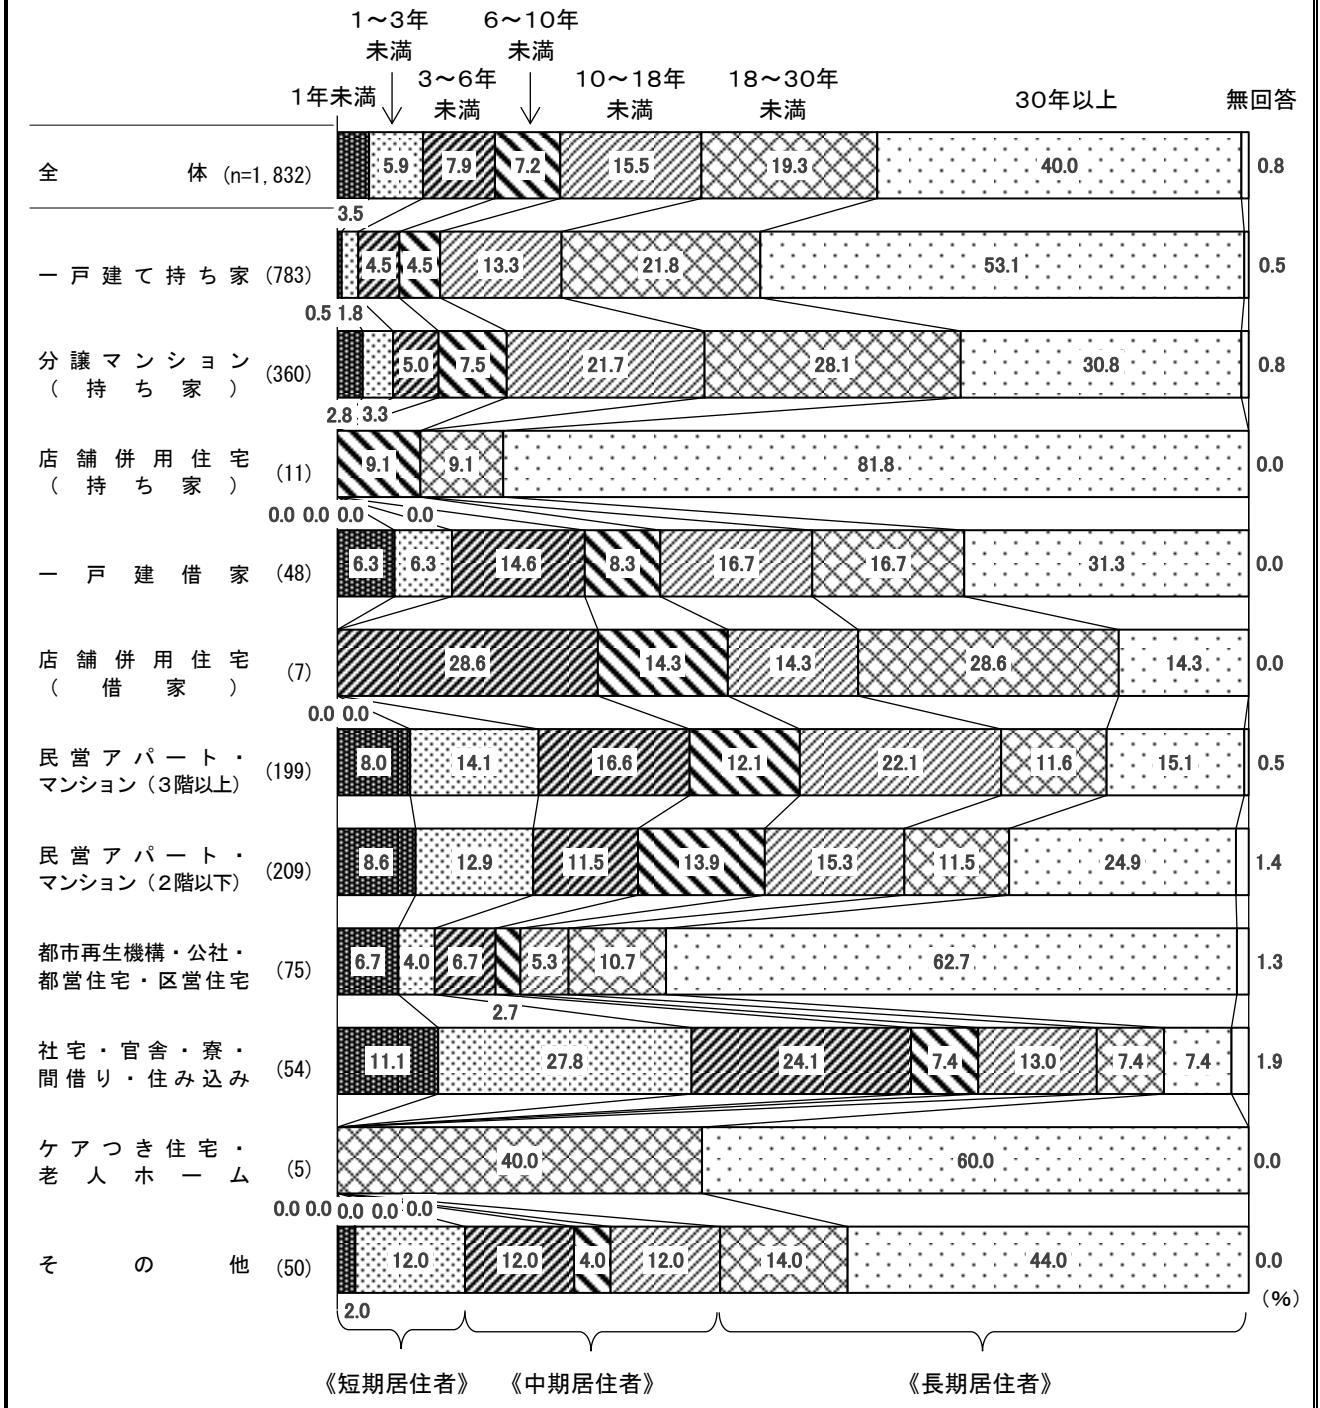 1～3年 6～10年
未満 未満
3～6年 10～18年 18～30年
1年未満 未満 未満 未満 30年以上 無回答
全体 (n=1,832) 5.9 7.9 7.2 15.5 19.3 40.0 0.8
3.5
一戸建て持ち家 (783) 4.5 4.5 13.3 21.8 53.1 0.5
0.5 1.8
分譲マンション
(持ち家) (360) 5.0 7.5 21.7 28.1 30.8 0.8
2.8 3.3
店舗併用住宅
(持ち家) (11) 9.1 9.1 81.8 0.0
0.0 0.0 0.0 0.0
一戸建借家 (48) 6.3 6.3 14.6 8.3 16.7 16.7 31.3 0.0
店舗併用住宅
(借家) (7) 28.6 14.3 14.3 28.6 14.3 0.0
0.0 0.0
民営アパート・
マンション(3階以上) (199) 8.0 14.1 16.6 12.1 22.1 11.6 15.1 0.5
民営アパート・
マンション(2階以下) (209) 8.6 12.9 11.5 13.9 15.3 11.5 24.9 1.4
都市再生機構・公社・
都営住宅・区営住宅 (75) 6.7 4.0 6.7 5.3 10.7 62.7 1.3
2.7
社宅・官舎・寮・
間借り・住み込み (54) 11.1 27.8 24.1 7.4 13.0 7.4 7.4 1.9
ケアつき住宅・
老人ホーム (5) 40.0 60.0 0.0
0.0 0.0 0.0 0.0 0.0
その他 (50) 12.0 12.0 4.0 12.0 14.0 44.0 0.0
(%)
2.0
《短期居住者》 《中期居住者》 《長期居住者》